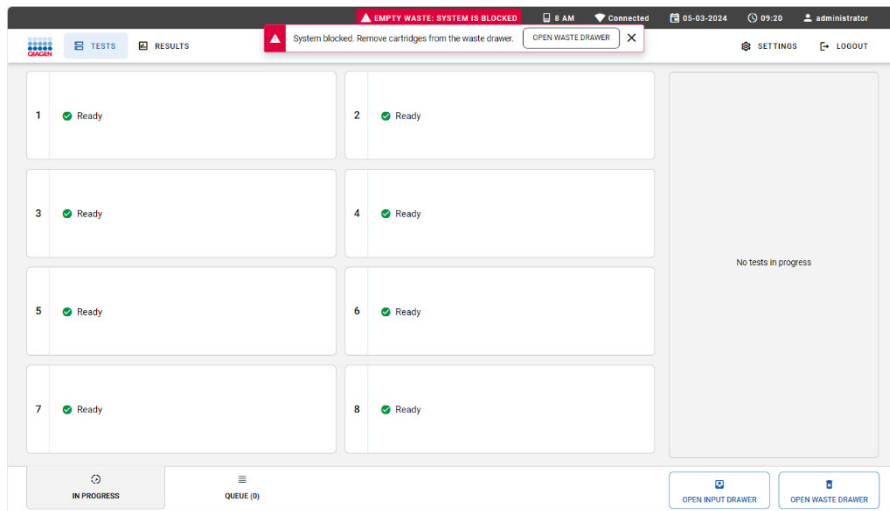 EMPTY WASTE: SYSTEM IS BLOCKED 8 AM Connected 05-03-2024 09:20 administrator
QIAGEN TESTS RESULTS System blocked. Remove cartridges from the waste drawer. OPEN WASTE DRAWER SETTINGS LOGOUT
1 Ready 2 Ready
3 Ready 4 Ready
No tests in progress
5 Ready 6 Ready
7 Ready 8 Ready
IN PROGRESS QUEUE (0) OPEN INPUT DRAWER OPEN WASTE DRAWER